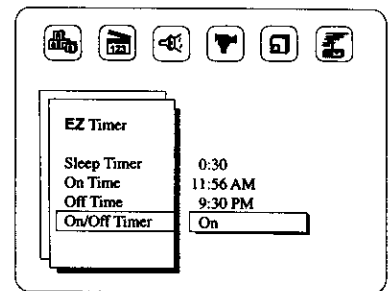 123
EZ Timer
Sleep Timer 0:30
On Time 11:56 AM
Off Time 9:30 PM
On/Off Timer On